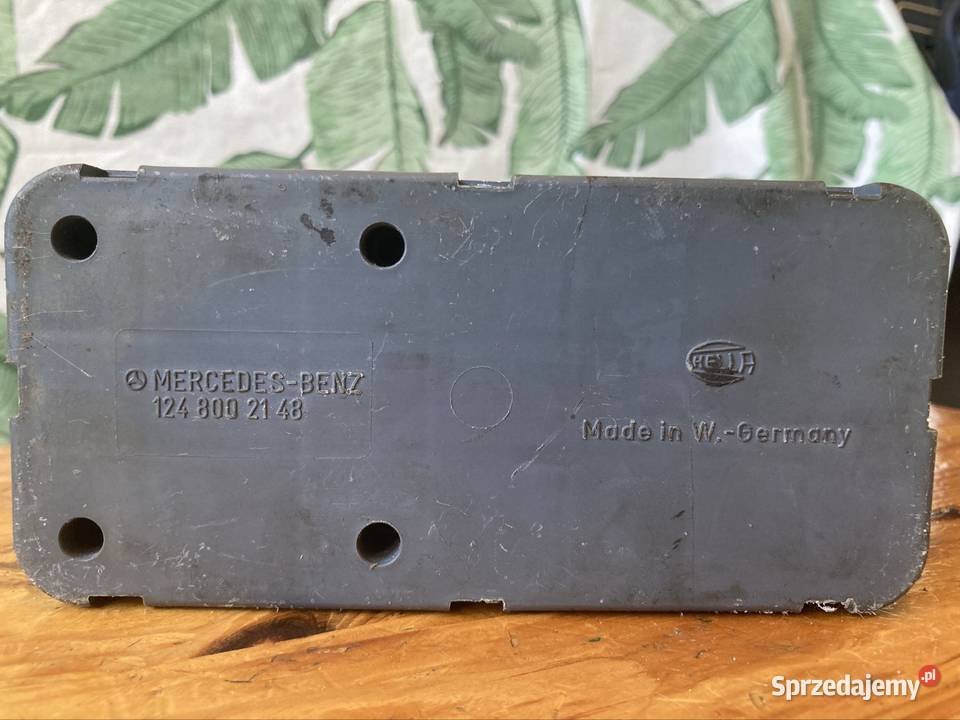 MERCEDES-BENZ
124 800 21 48
HELLA
Made in W.-Germany
Sprzedajemy.pl